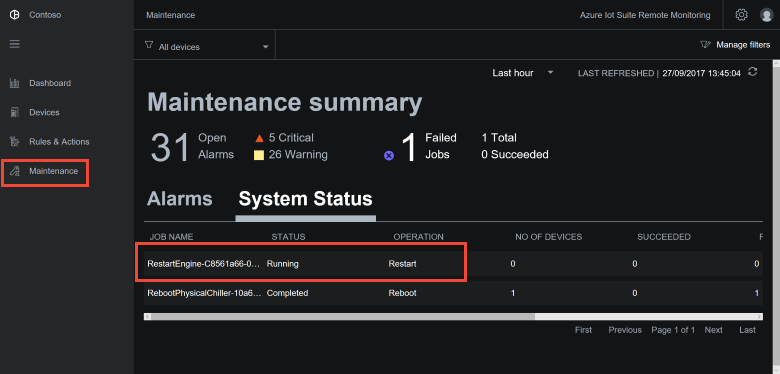 Contoso
Maintenance
Azure Iot Suite Remote Monitoring
All devices
Manage filters
Dashboard
Devices
Rules & Actions
Maintenance
Last hour
LAST REFRESHED | 27/09/2017 13:45:04
Maintenance summary
31 Open Alarms
5 Critical
26 Warning
1 Failed Jobs
1 Total
0 Succeeded
Alarms
System Status
JOB NAME STATUS OPERATION NO OF DEVICES SUCCEEDED F
RestartEngine-C8561a66-0... Running Restart 0 0 0
RebootPhysicalChiller-10a6... Completed Reboot 1 0 1
First Previous Page 1 of 1 Next Last